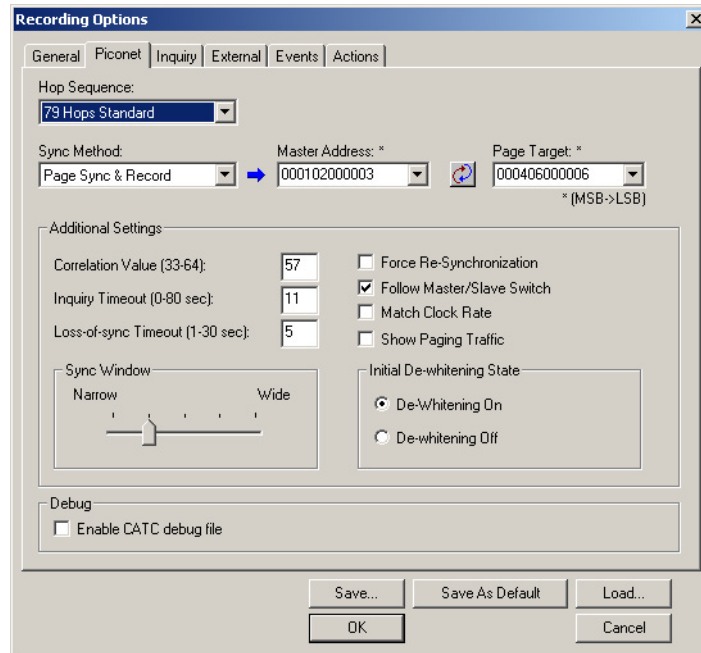 Recording Options
General Piconet Inquiry External Events Actions
Hop Sequence:
79 Hops Standard
Sync Method: Master Address: * Page Target: *
Page Sync & Record 000102000003 000406000006
* (MSB->LSB)
Additional Settings
Correlation Value (33-64): 57 Force Re-Synchronization
Inquiry Timeout (0-80 sec): 11 Follow Master/Slave Switch
Match Clock Rate
Loss-of-sync Timeout (1-30 sec): 5 Show Paging Traffic
Sync Window Initial De-whitening State
Narrow Wide
De-Whitening On
De-whitening Off
Debug
Enable CATC debug file
Save... Save As Default Load...
OK Cancel